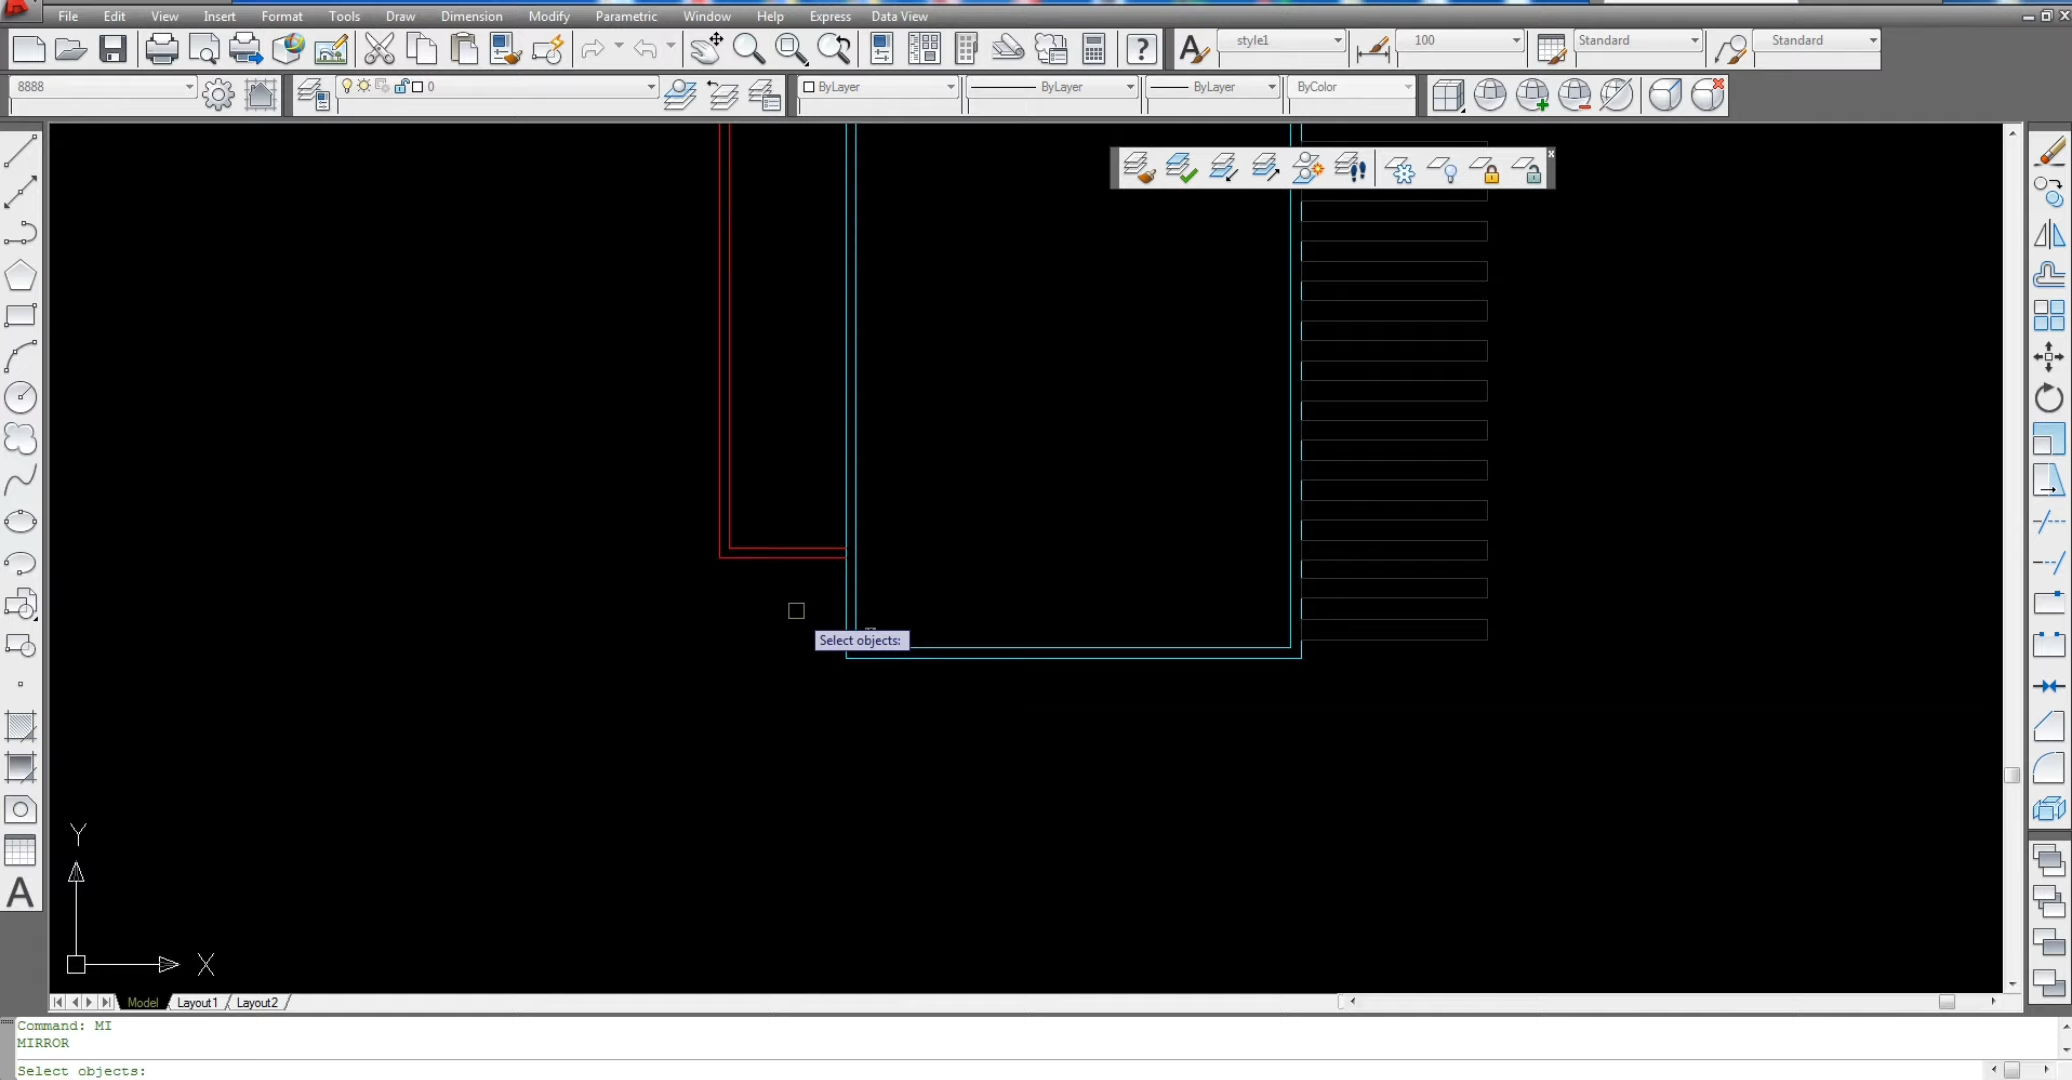 File Edit View Insert Format Tools Draw Dimension Modify Parametric Window Help Express Data View
style1 100 Standard Standard
8888 0 ByLayer ByLayer ByLayer ByColor
Select objects:
Y
X
Model Layout1 Layout2
Command: MI
MIRROR
Select objects: